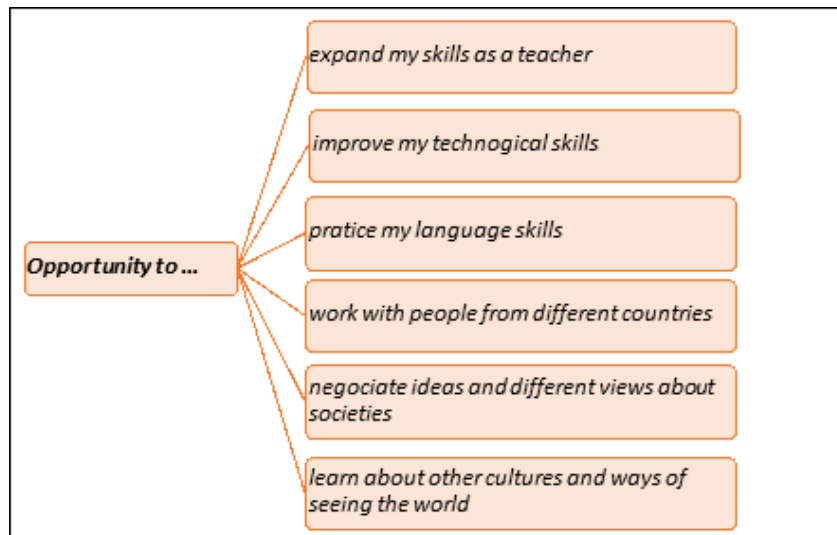 expand my skills as a teacher
improve my technogical skills
pratice my language skills
Opportunity to ...
work with people from different countries
negociate ideas and different views about
societies
learn about other cultures and ways of
seeing the world